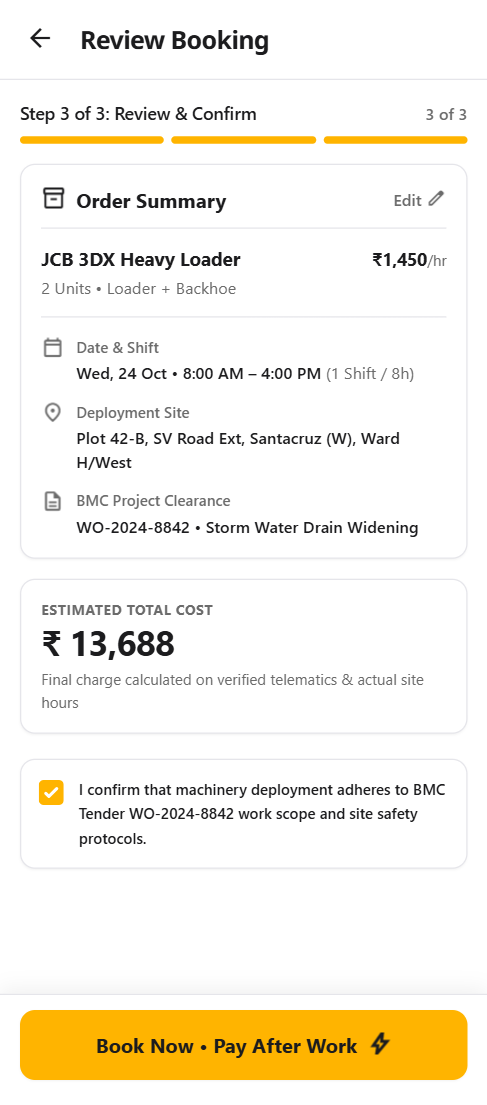 Review Booking
Step 3 of 3: Review & Confirm
3 of 3
Order Summary
Edit
JCB 3DX Heavy Loader
₹1,450/hr
2 Units • Loader + Backhoe
Date & Shift
Wed, 24 Oct • 8:00 AM – 4:00 PM (1 Shift / 8h)
Deployment Site
Plot 42-B, SV Road Ext, Santacruz (W), Ward
H/West
BMC Project Clearance
WO-2024-8842 • Storm Water Drain Widening
ESTIMATED TOTAL COST
₹ 13,688
Final charge calculated on verified telematics & actual site
hours
I confirm that machinery deployment adheres to BMC
Tender WO-2024-8842 work scope and site safety
protocols.
Book Now • Pay After Work